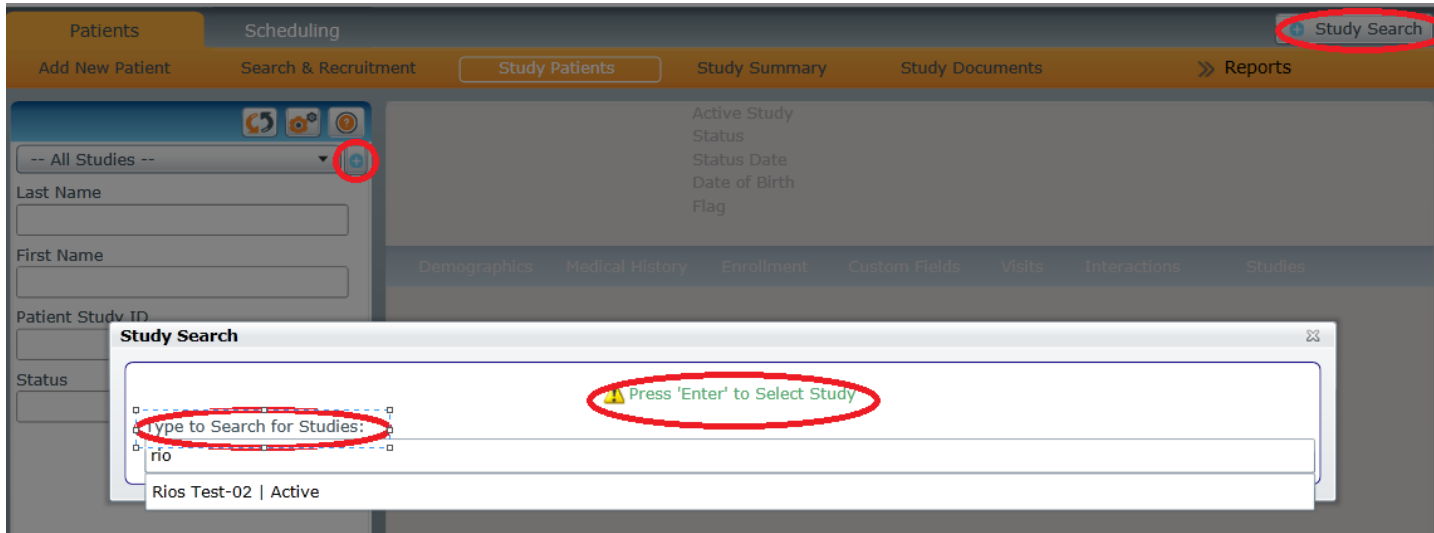 Patients Scheduling Study Search
Add New Patient Search & Recruitment Study Patients Study Summary Study Documents Reports
-- All Studies --
Last Name
First Name
Patient Study ID
Status
Active Study
Status
Status Date
Date of Birth
Flag
Demographics Medical History Enrollment Custom Fields Visits Interactions Studies
Study Search
Press 'Enter' to Select Study
Type to Search for Studies:
rio
Rios Test-02 | Active